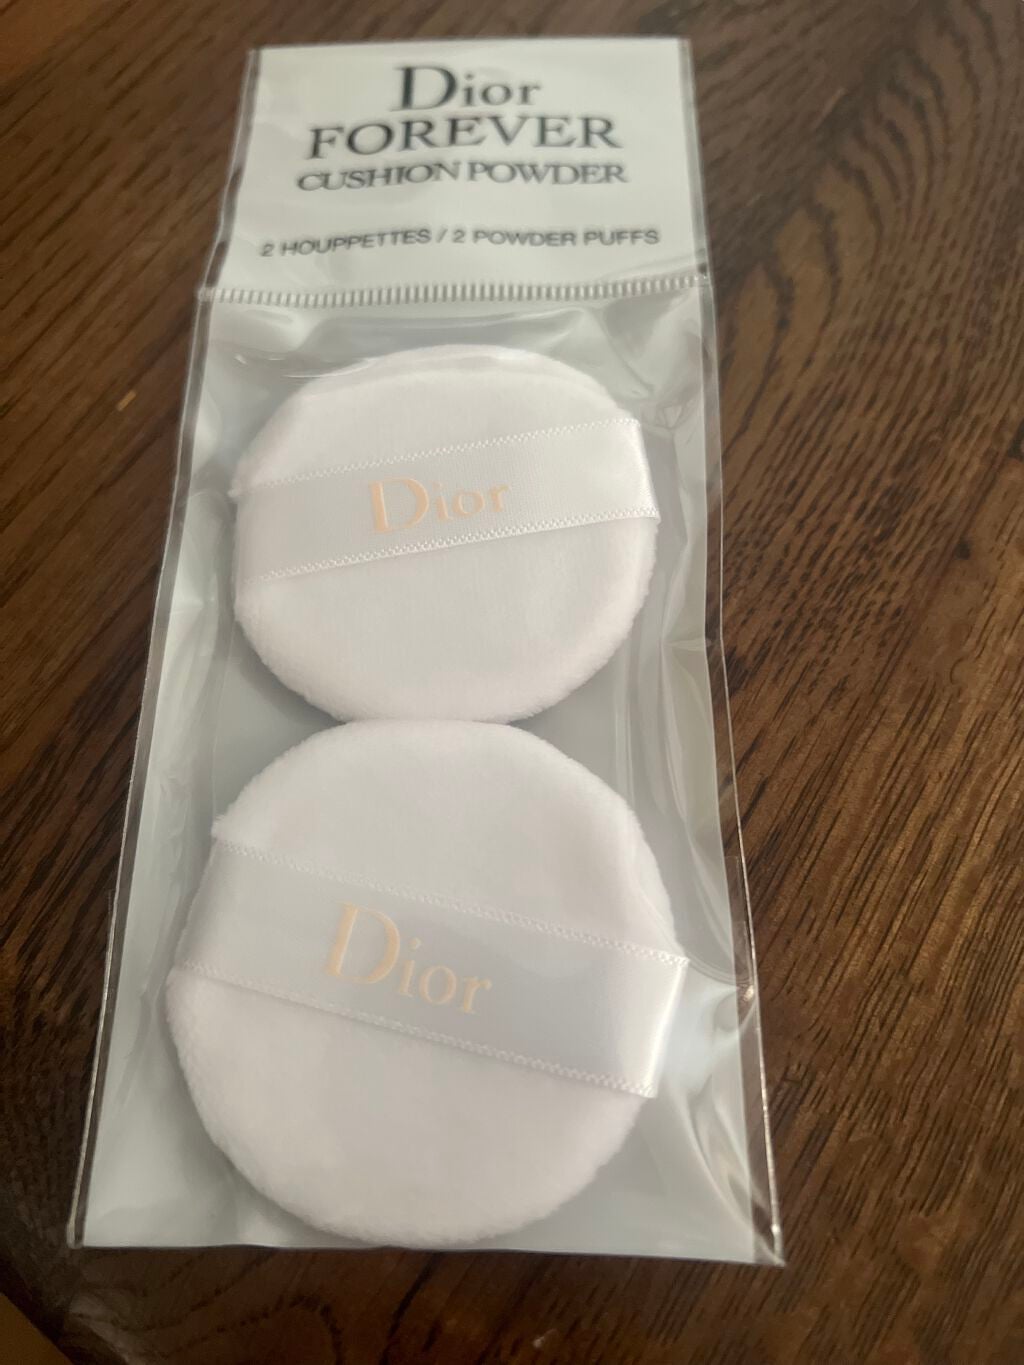 Dior
FOREVER
CUSHION POWDER
2 HOUPPETTES / 2 POWDER PUFFS
Dior
Dior